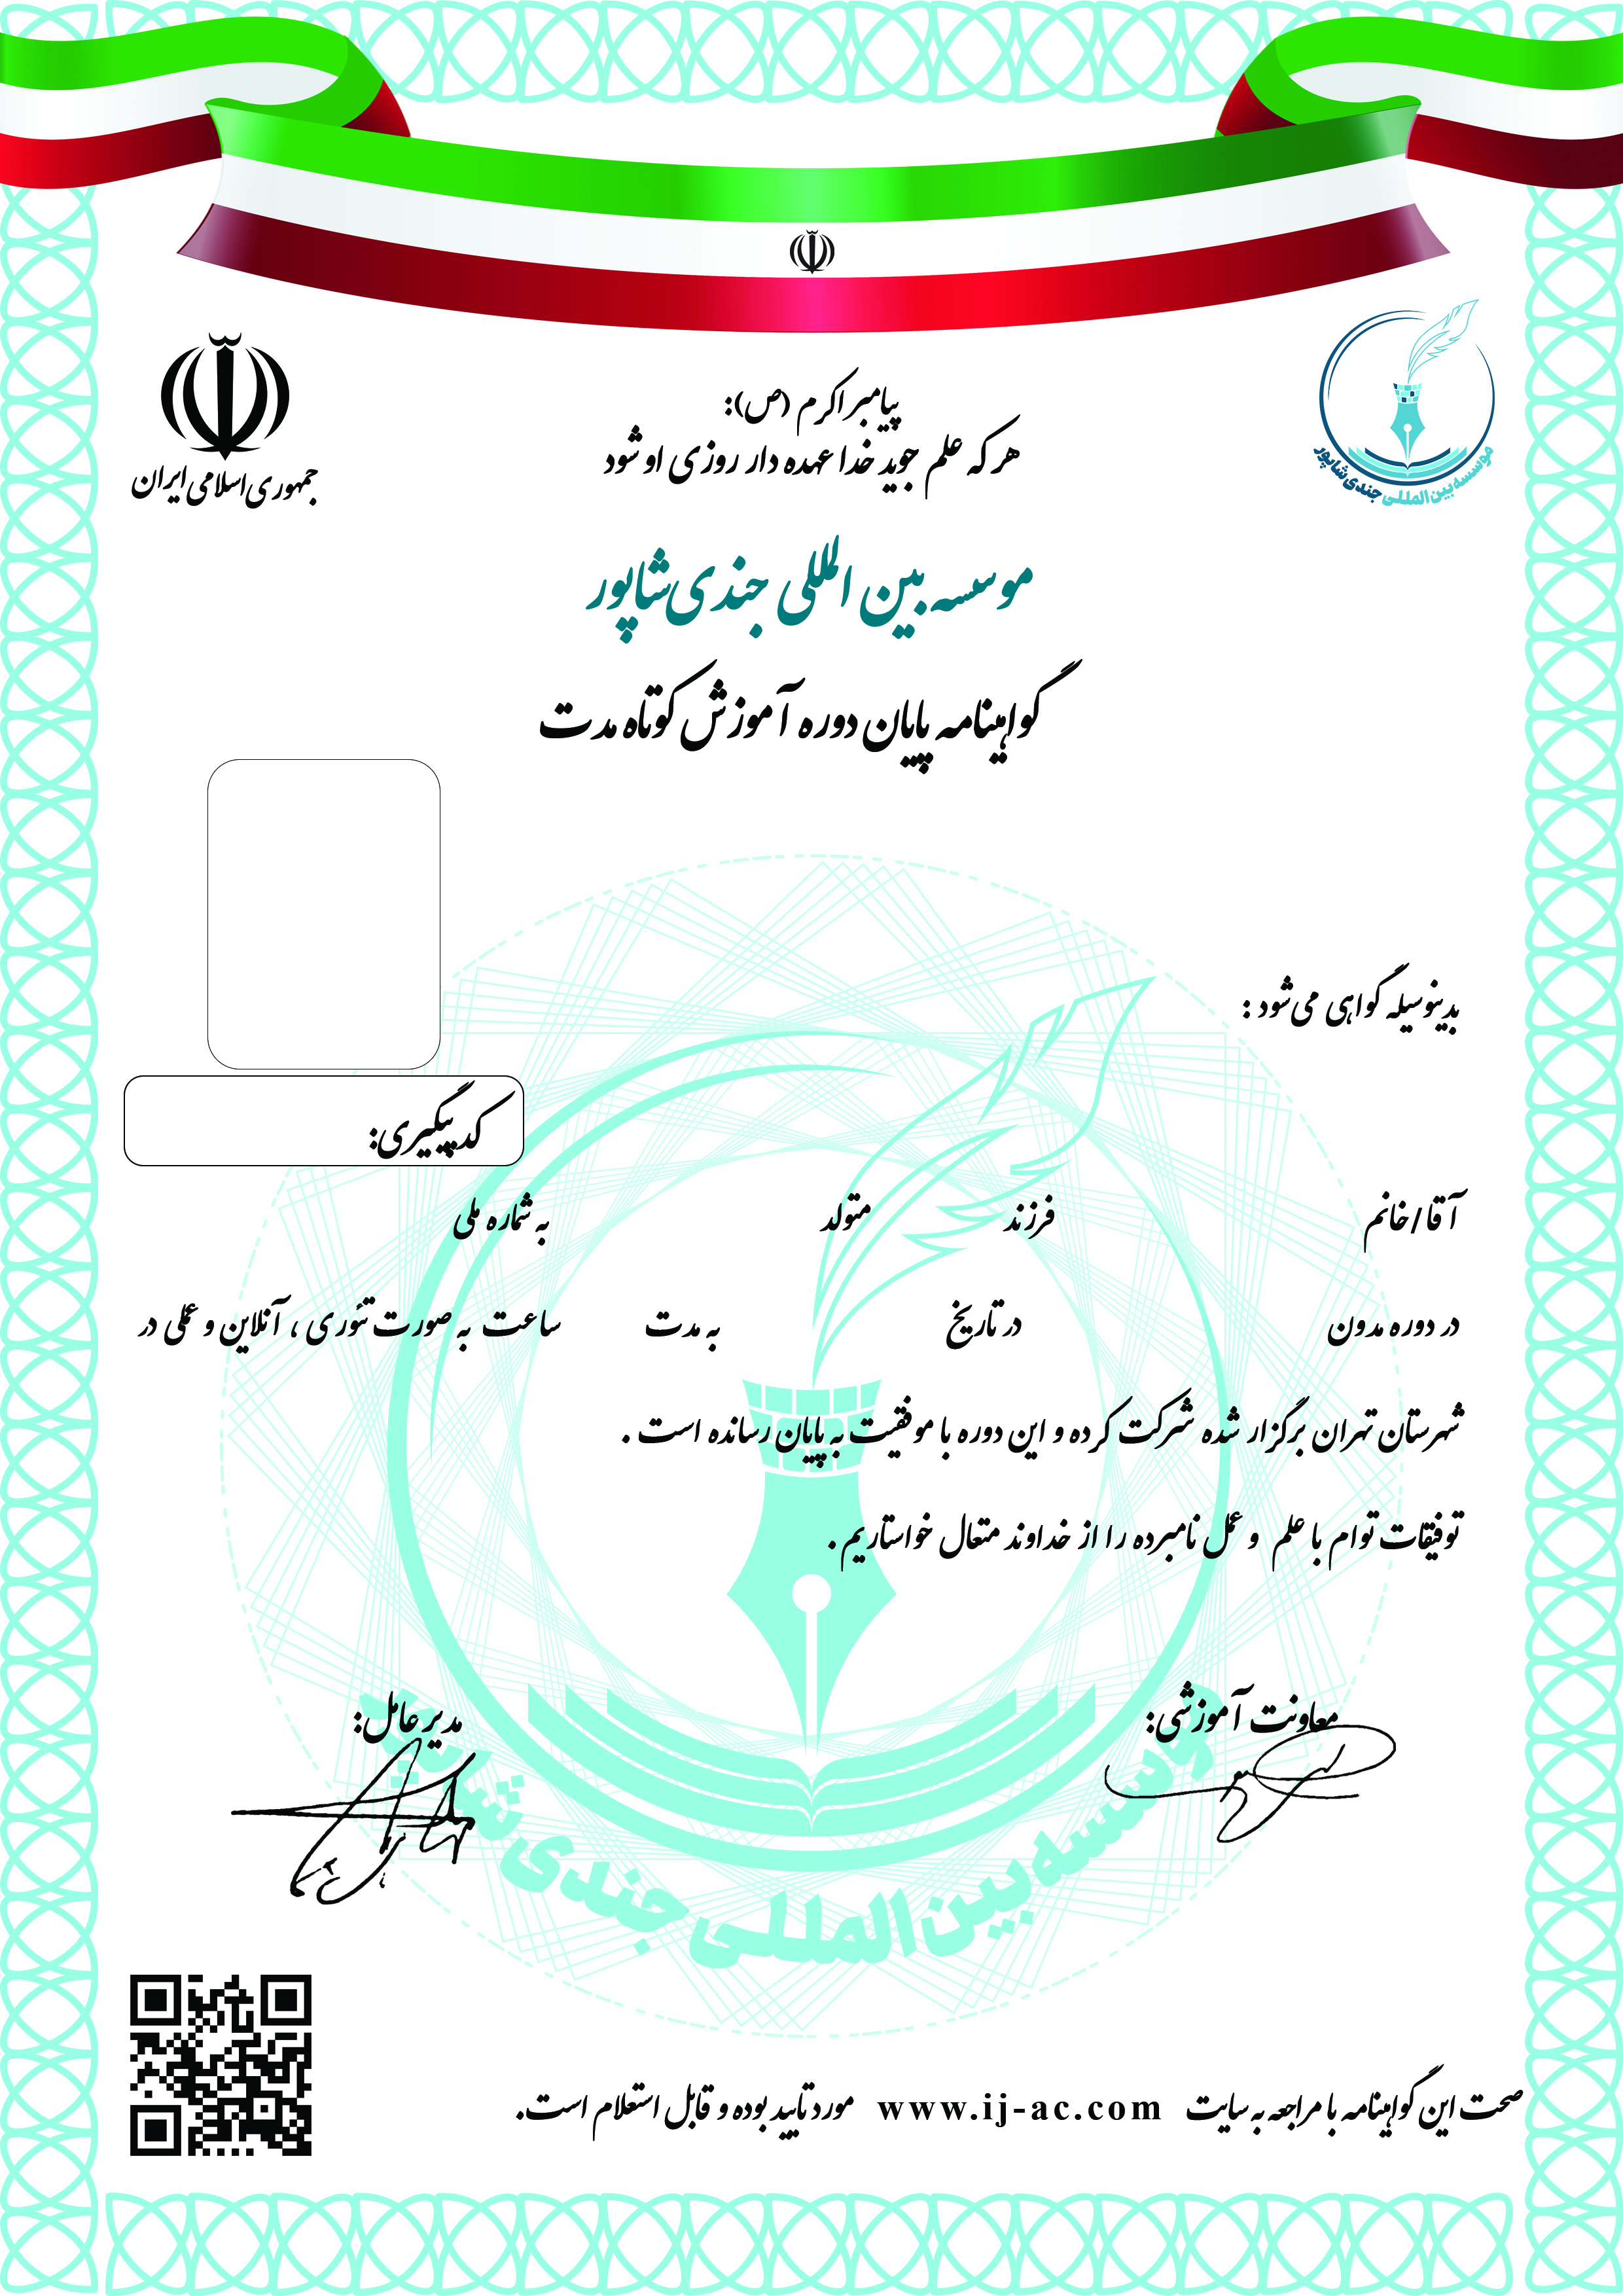 جمهوری اسلامی ایران
موسسه بین المللی جندی شاپور
پیامبر اکرم (ص):
هر که علم جوید خدا عهده دار روزی او شود
موسسه بین المللی جندی‌شاپور
گواهینامه پایان دوره آموزش کوتاه مدت
بدینوسیله گواهی می‌شود :
کد پیگیری:
آقا/خانم فرزند متولد به شماره ملی
در دوره مدون در تاریخ به مدت ساعت به صورت تئوری ، آنلاین و عملی در
شهرستان تهران برگزار شده شرکت کرده و این دوره با موفقیت به پایان رسانده است .
توفیقات توام با علم و عمل نامبرده را از خداوند متعال خواستاریم .
معاونت آموزشی: مدیر عامل:
موسسه بین المللی جندی شاپور
صحت این گواهینامه با مراجعه به سایت www.ij-ac.com مورد تایید بوده و قابل استعلام است.